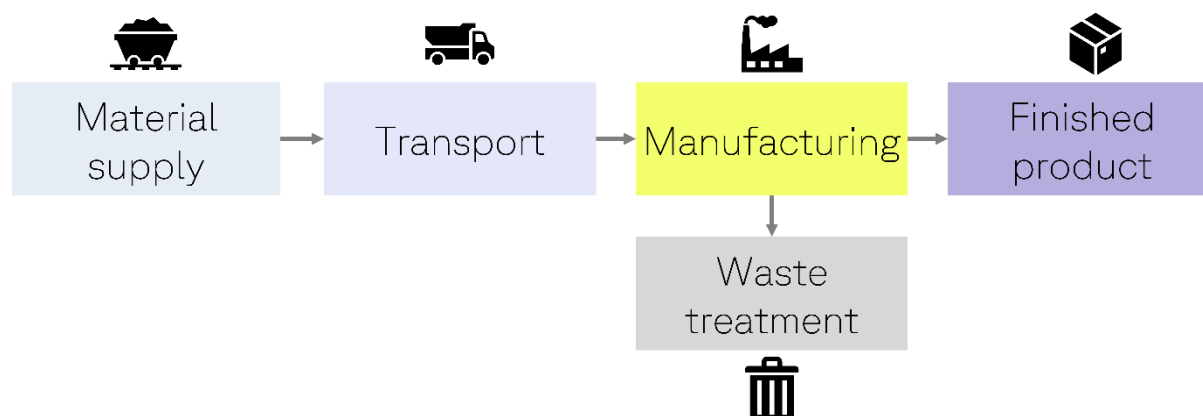 Material
supply
Transport
Manufacturing
Finished
product
Waste
treatment